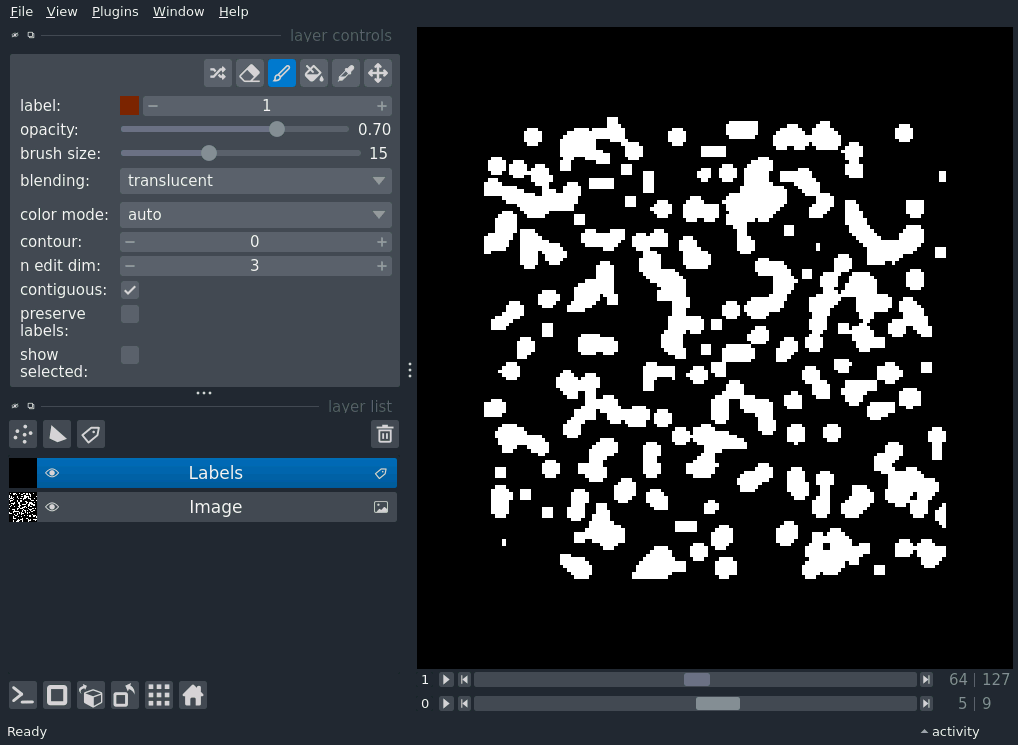 File View Plugins Window Help
layer controls
label: 1
opacity: 0.70
brush size: 15
blending: translucent
color mode: auto
contour: 0
n edit dim: 3
contiguous:
preserve
labels:
show
selected:
layer list
Labels
Image
1 64 | 127
0 5 | 9
Ready activity